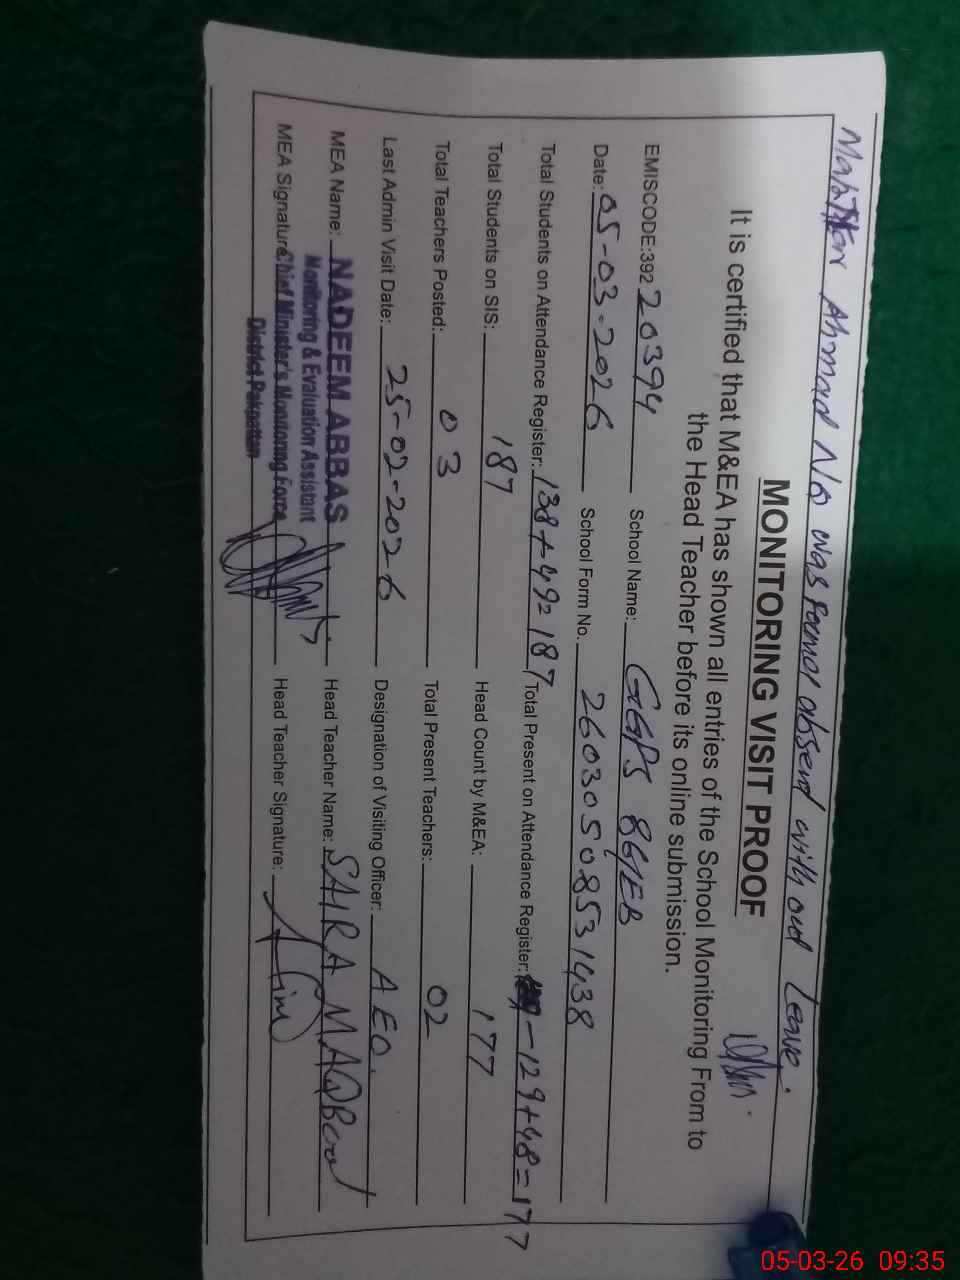 Ahmad No was found absend with out Leave.
MONITORING VISIT PROOF
It is certified that M&EA has shown all entries of the School Monitoring From to
the Head Teacher before its online submission.
EMISCODE:392 20394 School Name: GGPS 86/EB
Date: 05-03-2026 School Form No. 26030508531438
Total Students on Attendance Register: 138+49=187 Total Present on Attendance Register: -129+48=177
Total Students on SIS: 187 Head Count by M&EA: 177
Total Teachers Posted: 03 Total Present Teachers: 02
Last Admin Visit Date: 25-02-2026 Designation of Visiting Officer: AEO.
MEA Name: NADEEM ABBAS Head Teacher Name: SAIRA MAQBOOL
Monitoring & Evaluation Assistant
MEA Signature: Chief Minister's Monitoring Force Head Teacher Signature:
District Pakpattan
05-03-26 09:35